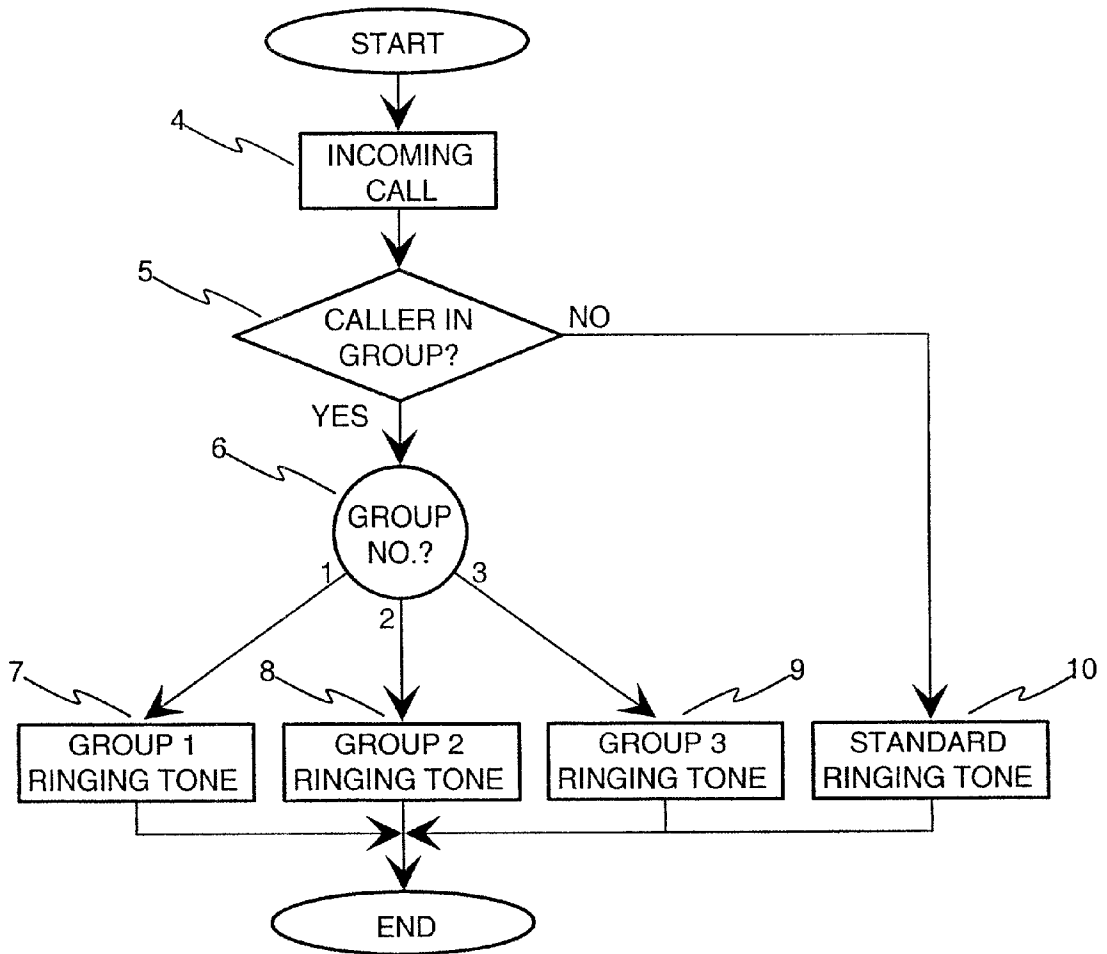 START
4
INCOMING
CALL
5
CALLER IN
GROUP?
NO
YES
6
GROUP
NO.?
1
2
3
7
8
9
10
GROUP 1
RINGING TONE
GROUP 2
RINGING TONE
GROUP 3
RINGING TONE
STANDARD
RINGING TONE
END